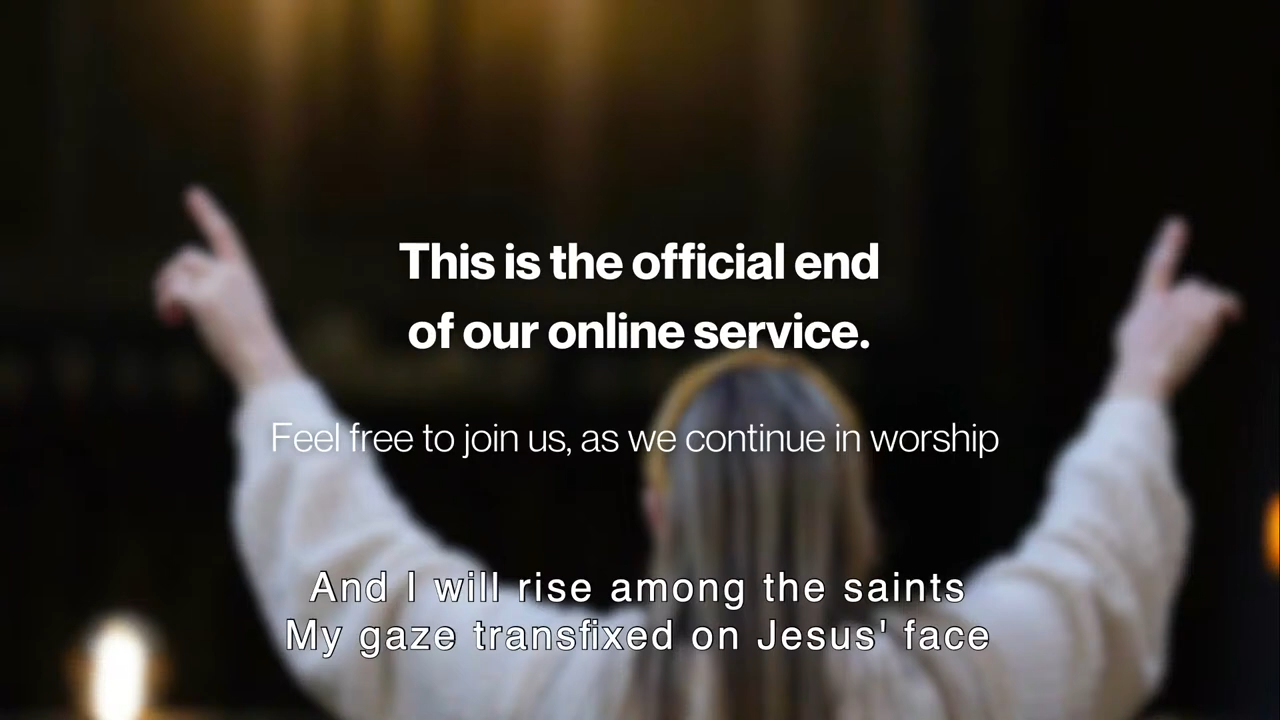 This is the official end
of our online service.
Feel free to join us, as we continue in worship
And I will rise among the saints
My gaze transfixed on Jesus' face